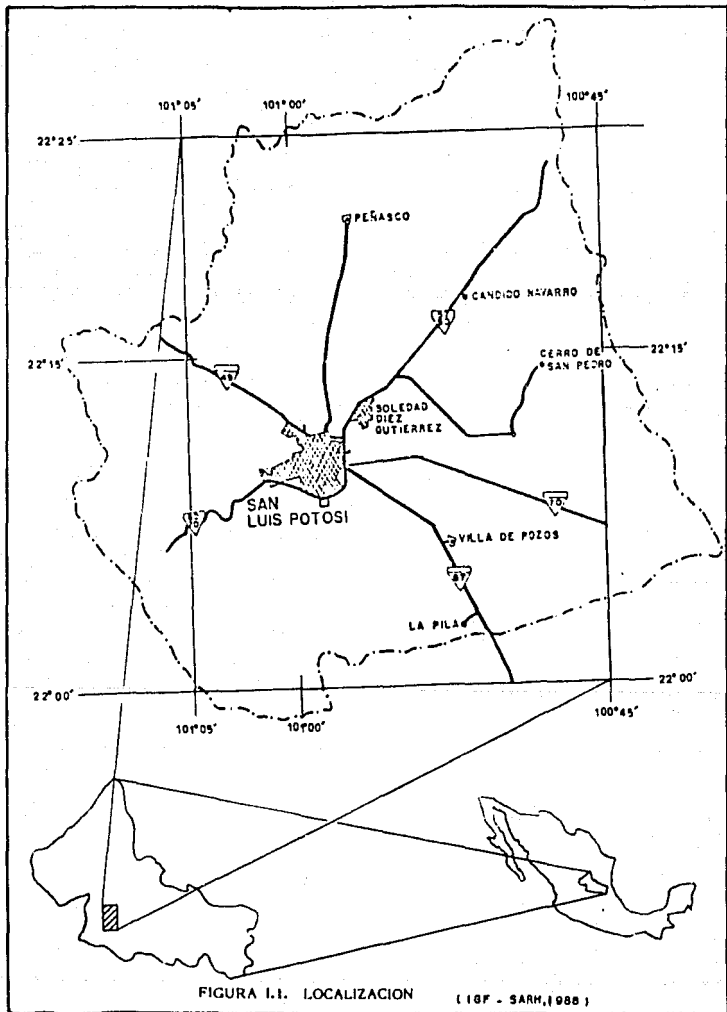 101°05'
101°00'
100°45'
22°25'
PEÑASCO
CANDIDO NAVARRO
CERRO DE
SAN PEDRO
22°15'
22°15'
49
SOLEDAD
DIEZ
GUTIERREZ
SAN
LUIS POTOSI
70
VILLA DE POZOS
57
LA PILA
22°00'
22°00'
101°05'
101°00'
100°45'
FIGURA I.1. LOCALIZACION
(IGF - SARH, 1988)